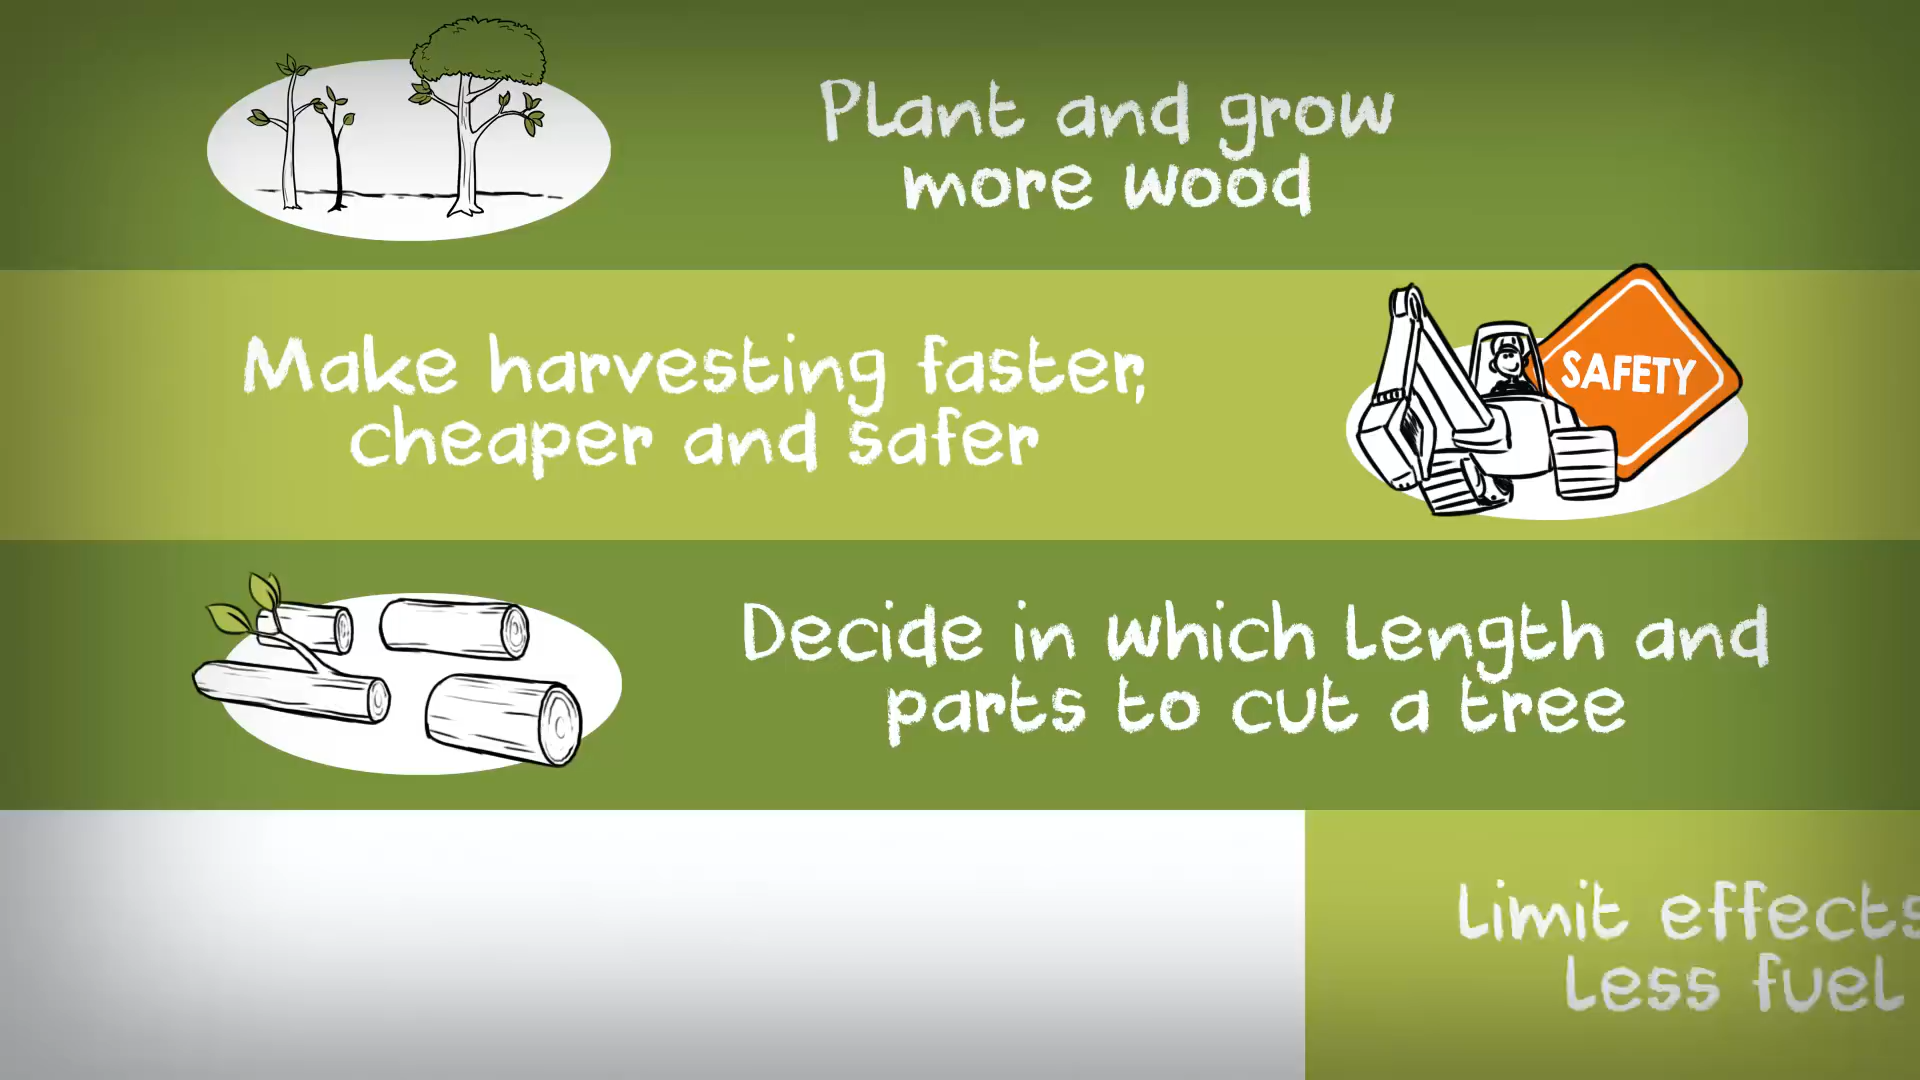 Plant and grow
more wood
Make harvesting faster,
cheaper and safer
SAFETY
Decide in which length and
parts to cut a tree
Limit effects
less fuel